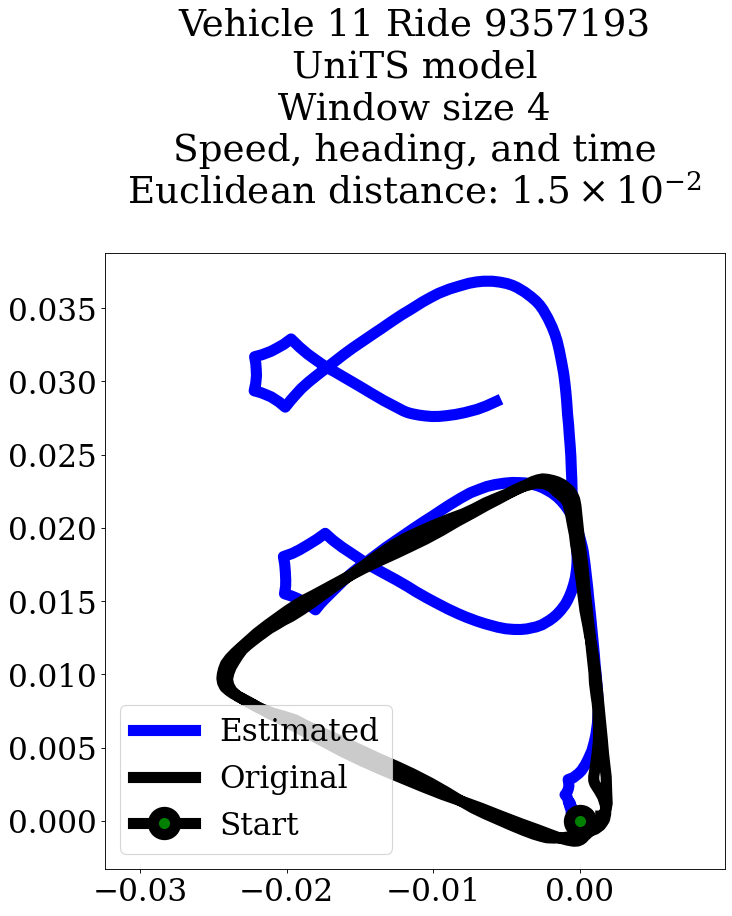 Vehicle 11 Ride 9357193
UniTS model
Window size 4
Speed, heading, and time
Euclidean distance: $1.5 \times 10^{-2}$
0.035
0.030
0.025
0.020
0.015
0.010
0.005
0.000
Estimated
Original
Start
−0.03 −0.02 −0.01 0.00